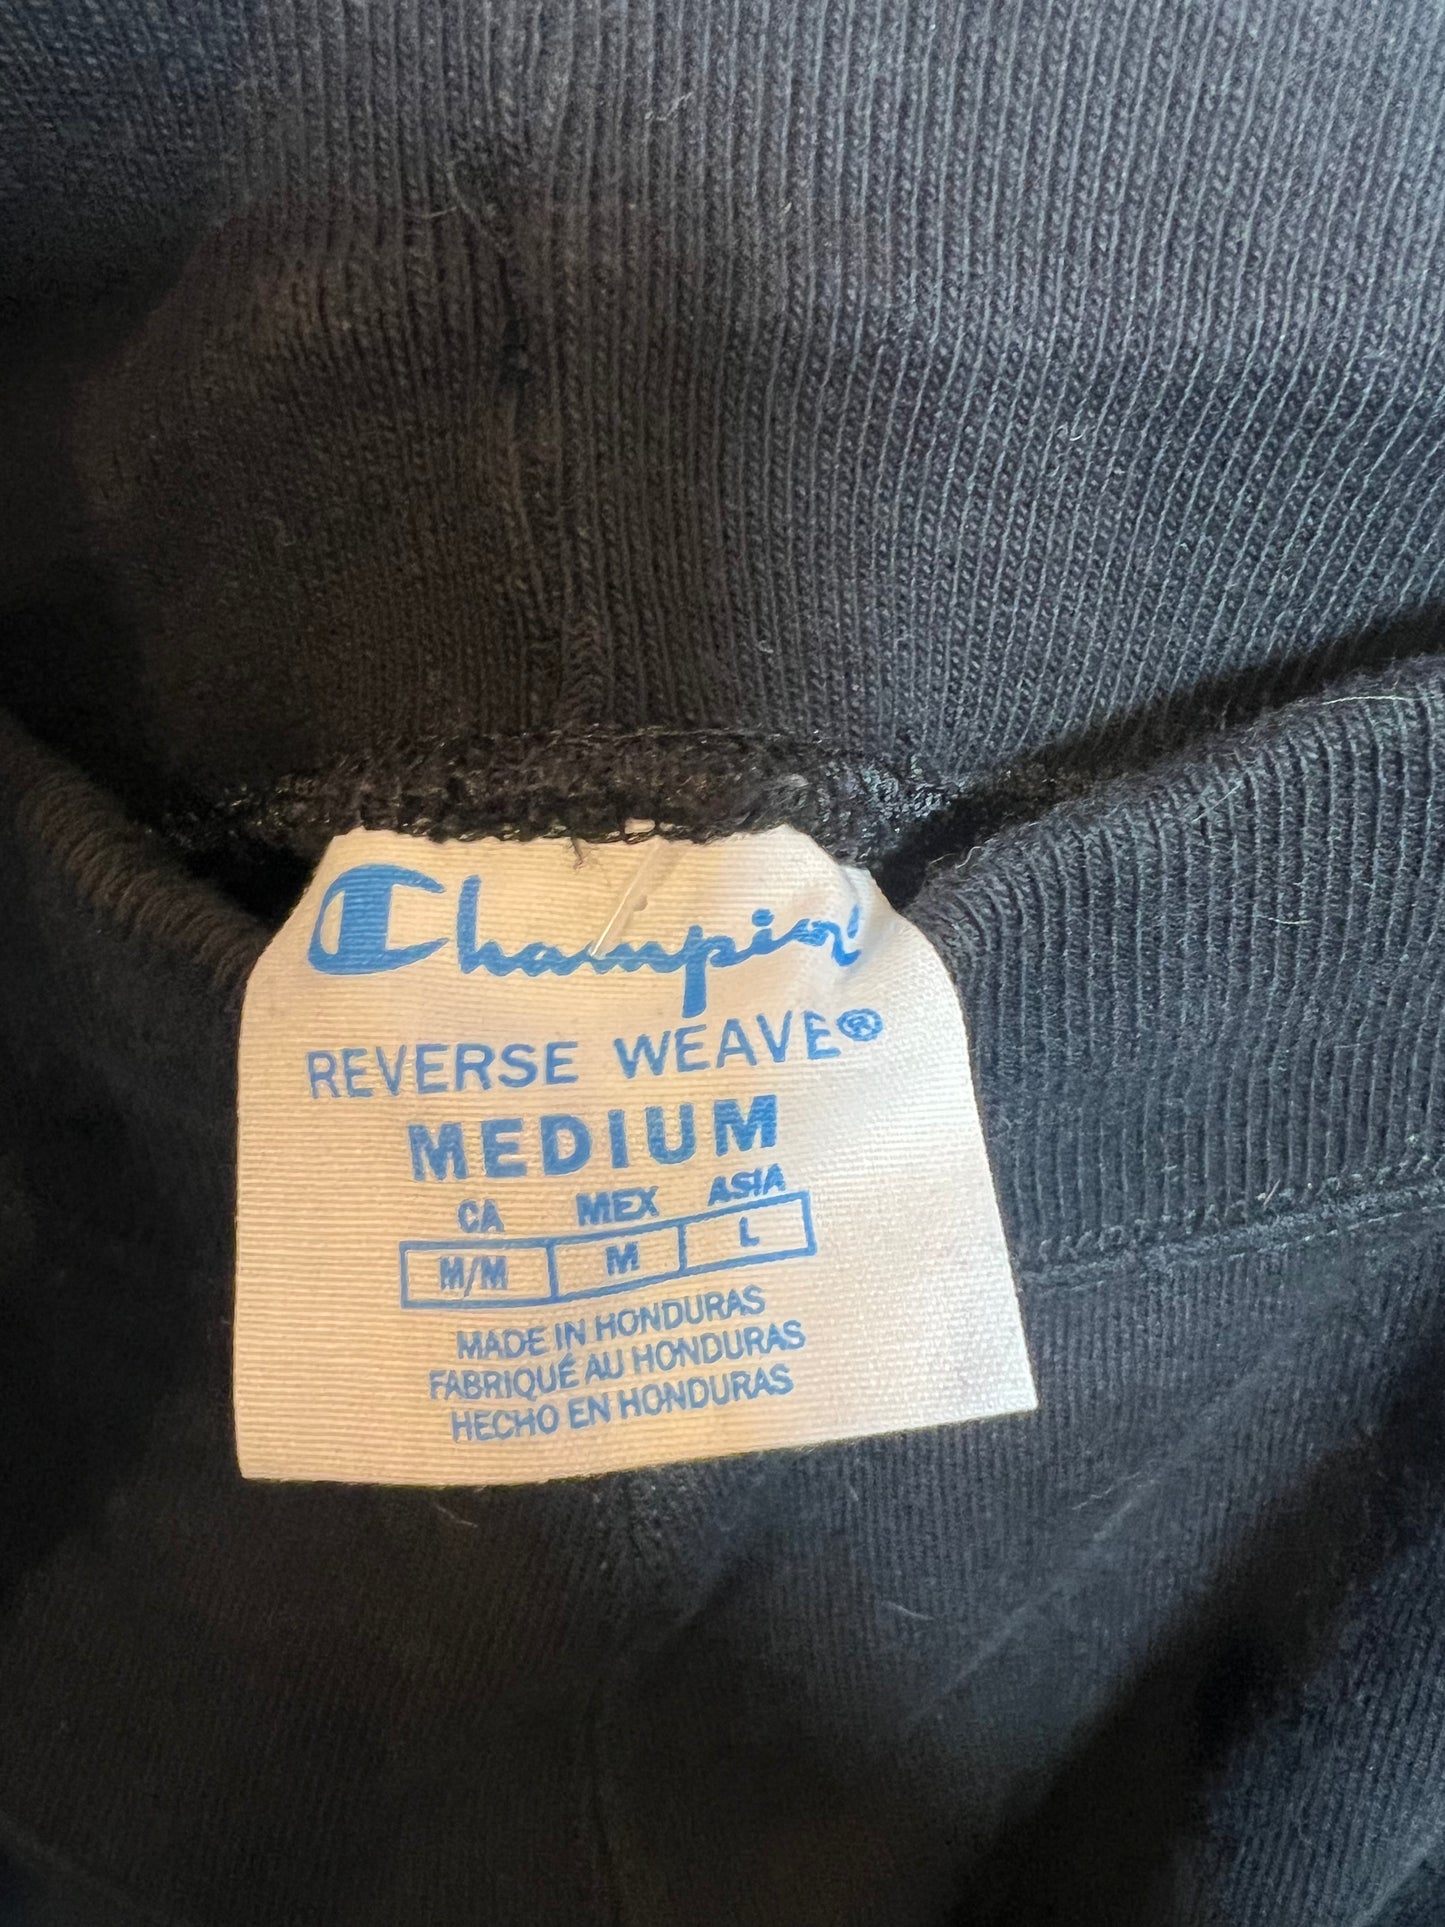 Champion
REVERSE WEAVE®
MEDIUM
CA MEX ASIA
M/M M L
MADE IN HONDURAS
FABRIQUÉ AU HONDURAS
HECHO EN HONDURAS